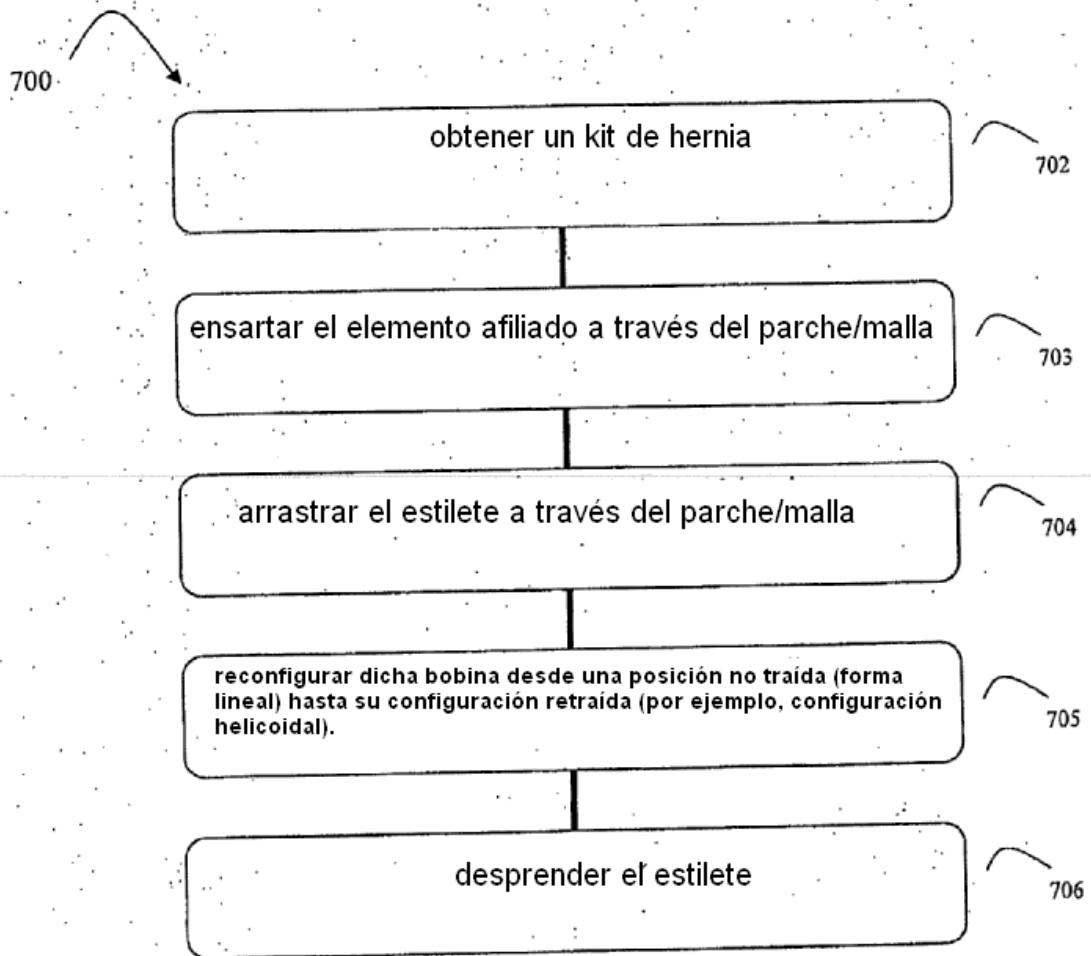 700
obtener un kit de hernia
702
ensartar el elemento afiliado a través del parche/malla
703
arrastrar el estilete a través del parche/malla
704
reconfigurar dicha bobina desde una posición no traída (forma
lineal) hasta su configuración retraída (por ejemplo, configuración
helicoidal).
705
desprender el estilete
706